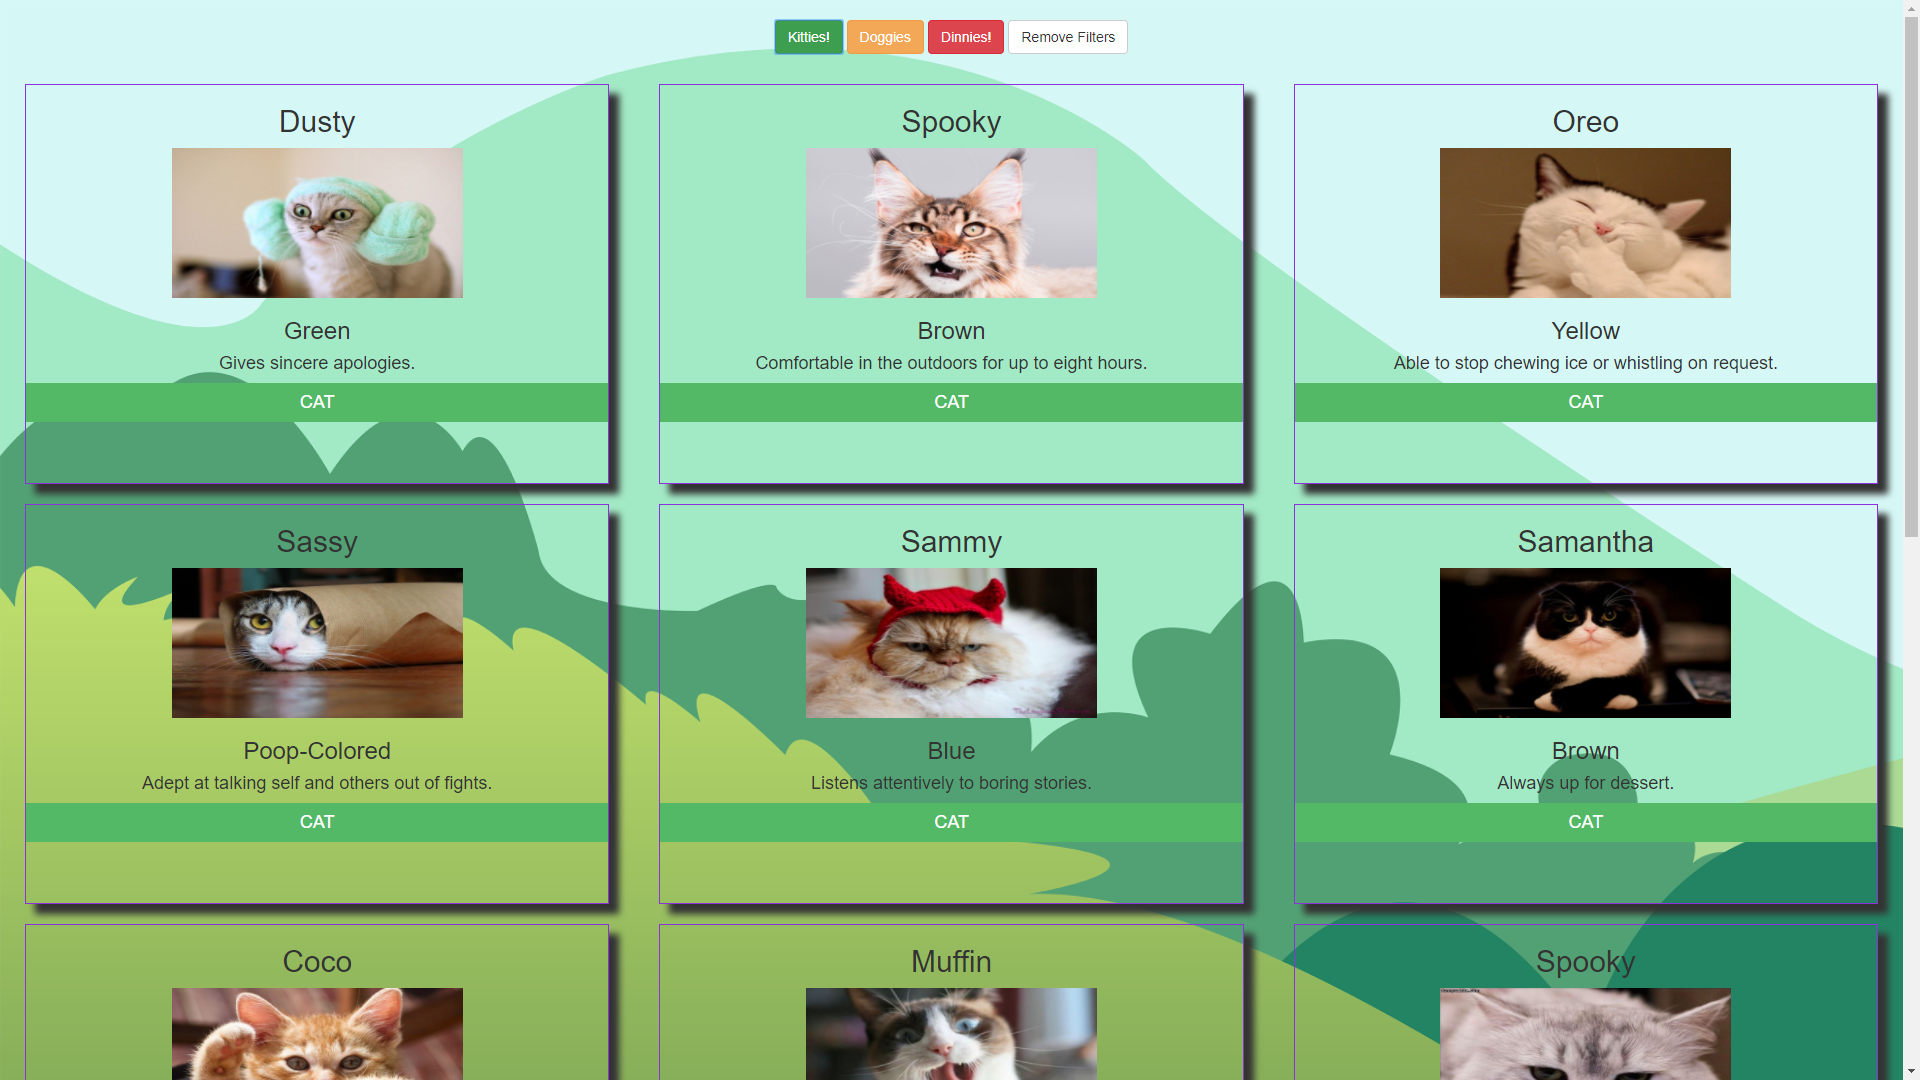 Kitties! Doggies Dinnies! Remove Filters
Dusty
Green
Gives sincere apologies.
CAT
Spooky
Brown
Comfortable in the outdoors for up to eight hours.
CAT
Oreo
Yellow
Able to stop chewing ice or whistling on request.
CAT
Sassy
Poop-Colored
Adept at talking self and others out of fights.
CAT
Sammy
Blue
Listens attentively to boring stories.
CAT
Samantha
Brown
Always up for dessert.
CAT
Coco
Muffin
Spooky